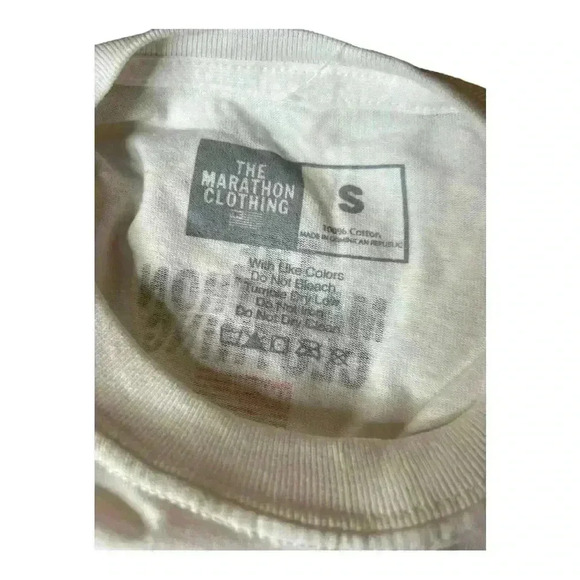 THE
MARATHON
CLOTHING
S
100% Cotton
MADE IN DOMINICAN REPUBLIC
With Like Colors
Do Not Bleach
Tumble Dry Low
Do Not Iron
Do Not Dry Clean